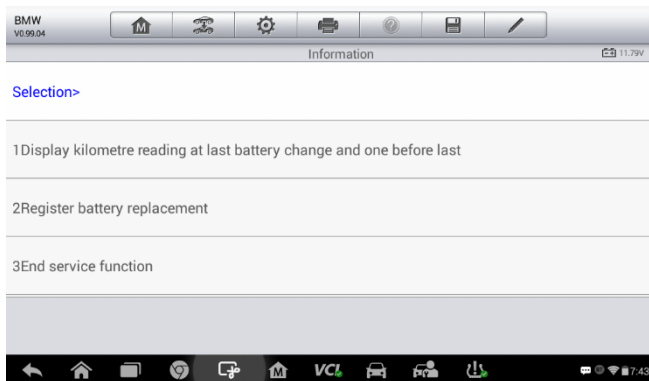 BMW
V0.99.04
M
Information
11.79V
Selection>
1Display kilometre reading at last battery change and one before last
2Register battery replacement
3End service function
M
VCI
7:43